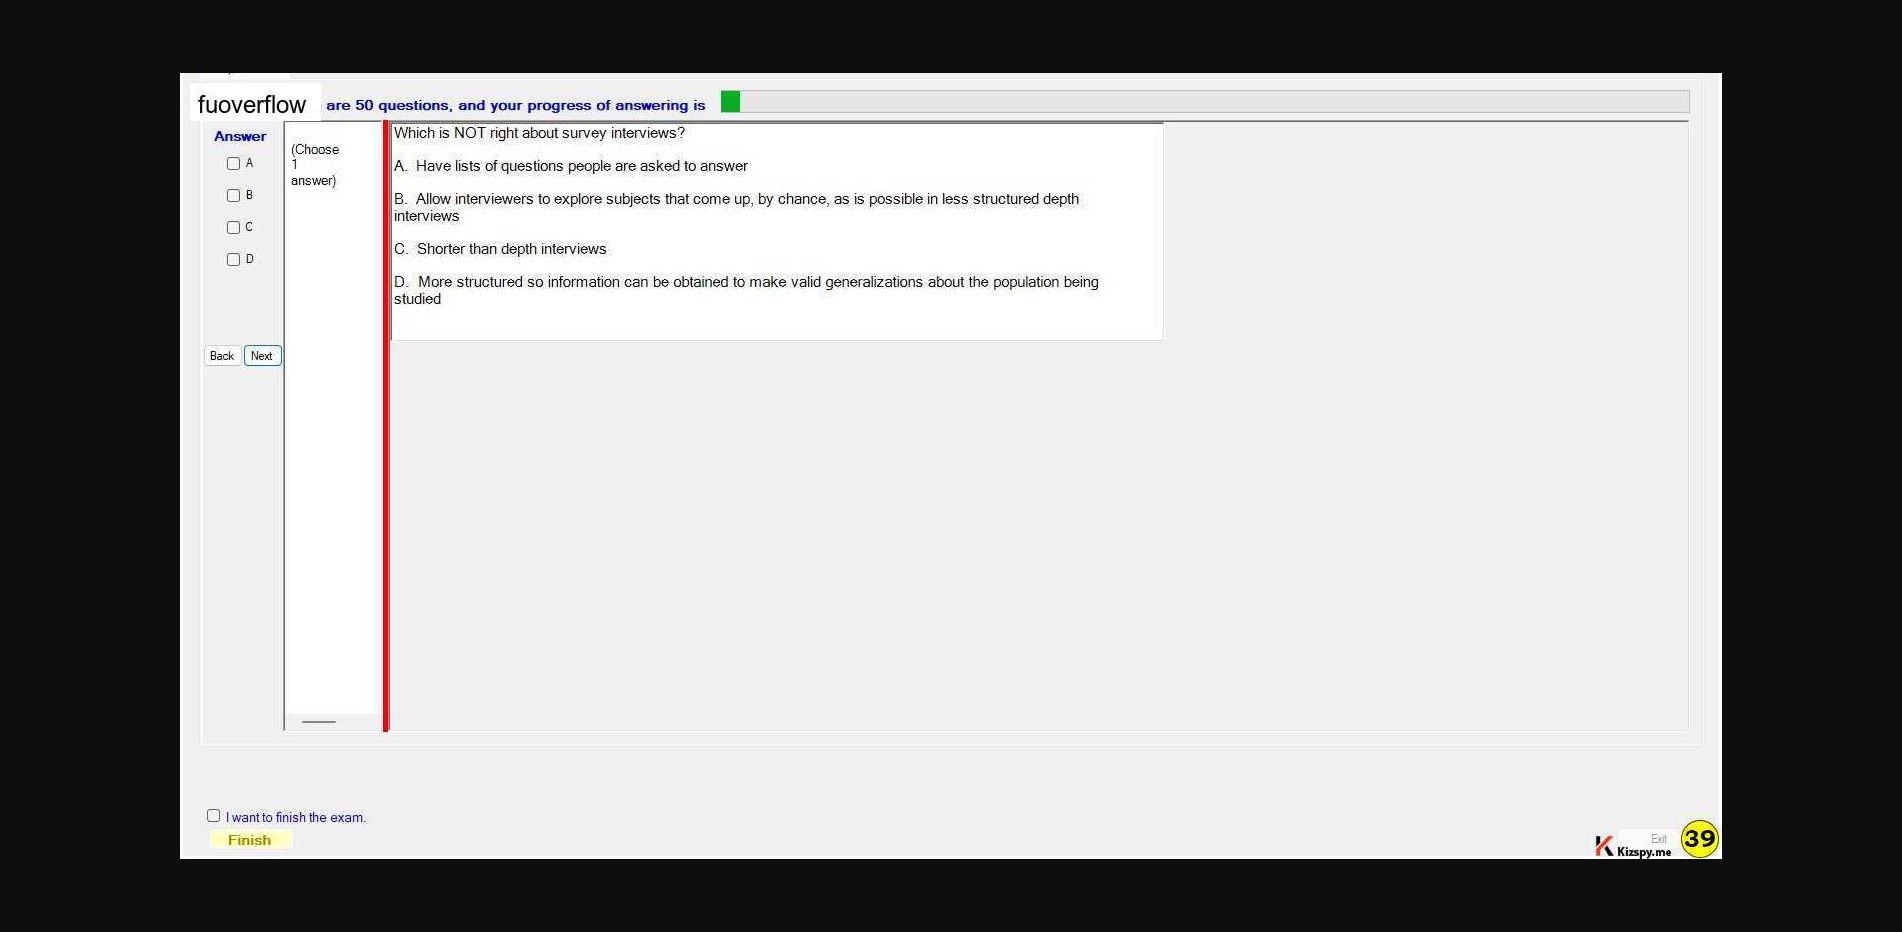 fuoverflow are 50 questions, and your progress of answering is
Answer
A
B
C
D
Back Next
(Choose
1
answer)
Which is NOT right about survey interviews?
A. Have lists of questions people are asked to answer
B. Allow interviewers to explore subjects that come up, by chance, as is possible in less structured depth
interviews
C. Shorter than depth interviews
D. More structured so information can be obtained to make valid generalizations about the population being
studied
I want to finish the exam.
Finish
Exit
Kizspy.me
39